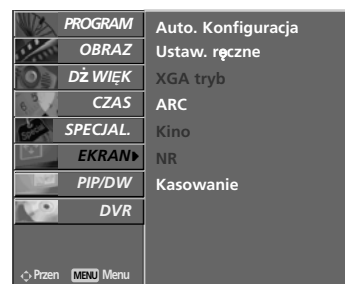 PROGRAM
OBRAZ
DŻWIĘK
CZAS
SPECJAL.
EKRAN
PIP/DW
DVR
Przen MENU Menu
Auto. Konfiguracja
Ustaw. ręczne
XGA tryb
ARC
Kino
NR
Kasowanie